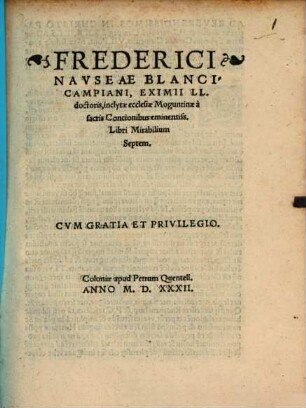 1
FREDERICI
NAVSEAE BLANCI-
CAMPIANI, EXIMII LL.
doctoris, inclytæ ecclesiæ Moguntinæ à
sacris Concionibus eminentiss.
Libri Mirabilium
Septem.
CVM GRATIA ET PRIVILEGIO.
Coloniæ apud Petrum Quentell.
ANNO M. D. XXXII.